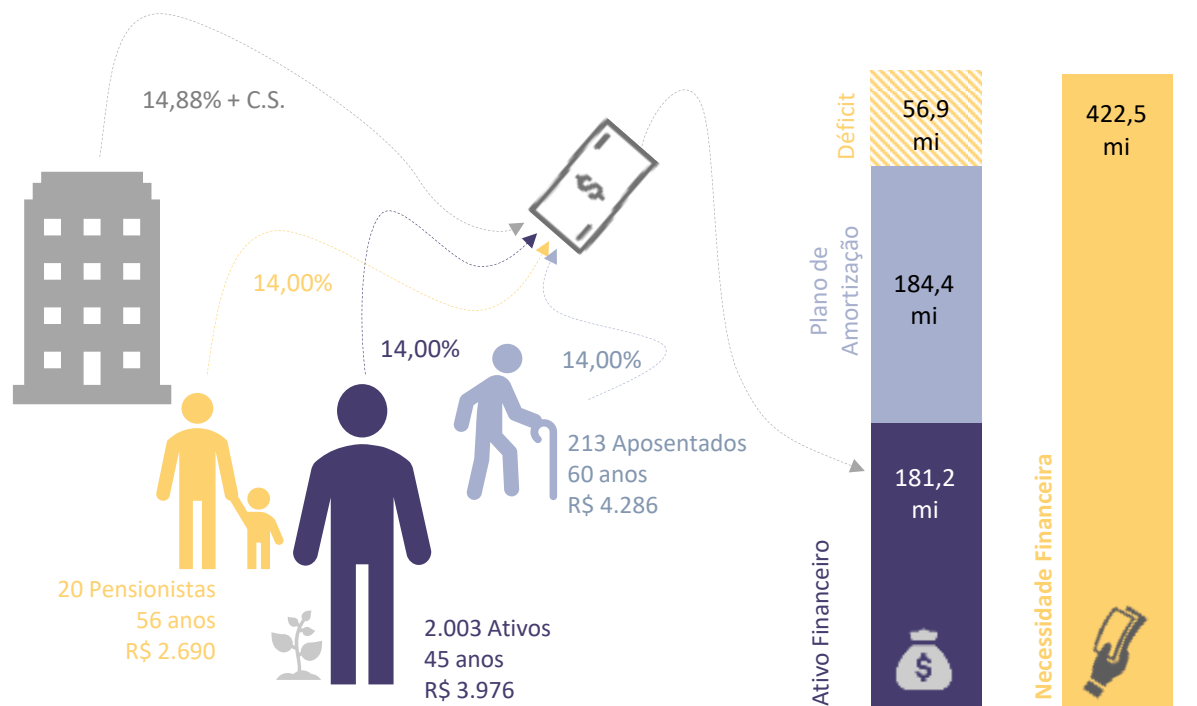 14,88% + C.S.
14,00%
14,00%
14,00%
20 Pensionistas
56 anos
R$ 2.690
2.003 Ativos
45 anos
R$ 3.976
213 Aposentados
60 anos
R$ 4.286
$
Déficit
56,9
mi
Plano de
Amortização
184,4
mi
Ativo Financeiro
181,2
mi
$
Necessidade Financeira
422,5
mi